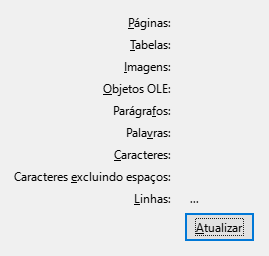 Páginas:
Tabelas:
Imagens:
Objetos OLE:
Parágrafos:
Palavras:
Caracteres:
Caracteres excluindo espaços:
Linhas: ...
Atualizar